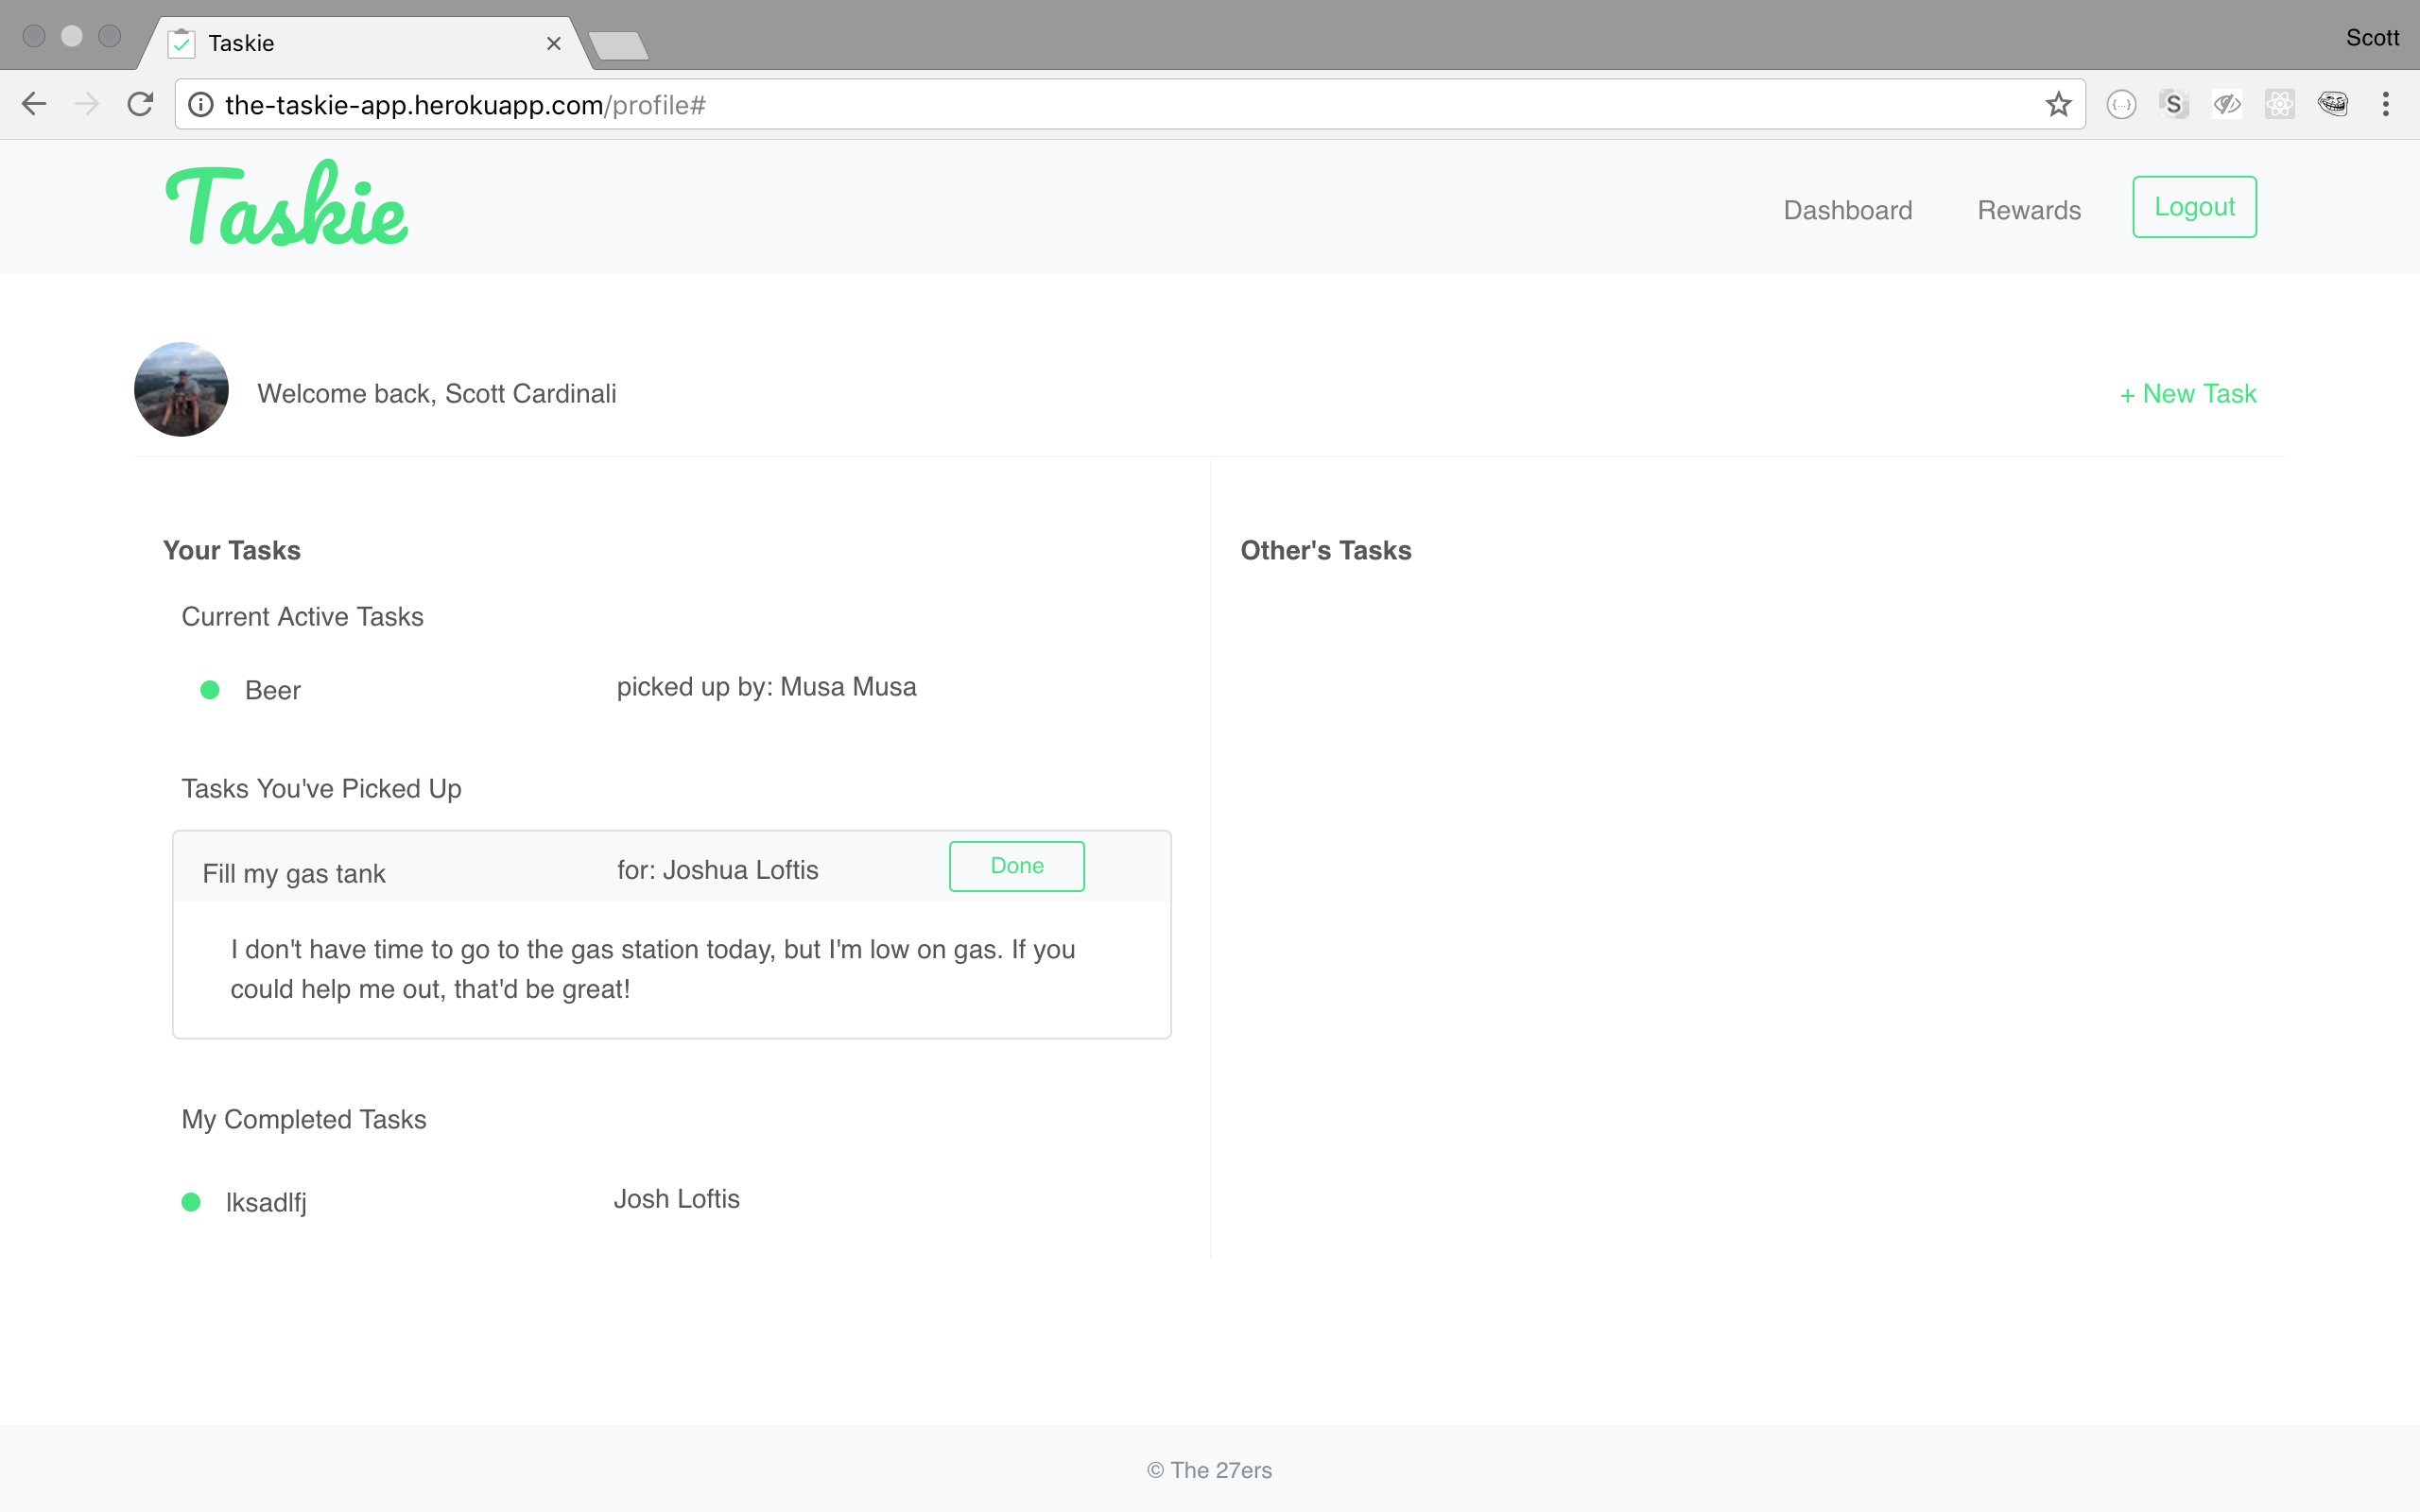 Taskie
Scott
the-taskie-app.herokuapp.com/profile#
{...}
S
Taskie
Dashboard
Rewards
Logout
Welcome back, Scott Cardinali
+ New Task
Your Tasks
Other's Tasks
Current Active Tasks
Beer
picked up by: Musa Musa
Tasks You've Picked Up
Fill my gas tank
for: Joshua Loftis
Done
I don't have time to go to the gas station today, but I'm low on gas. If you
could help me out, that'd be great!
My Completed Tasks
lksadlfj
Josh Loftis
© The 27ers